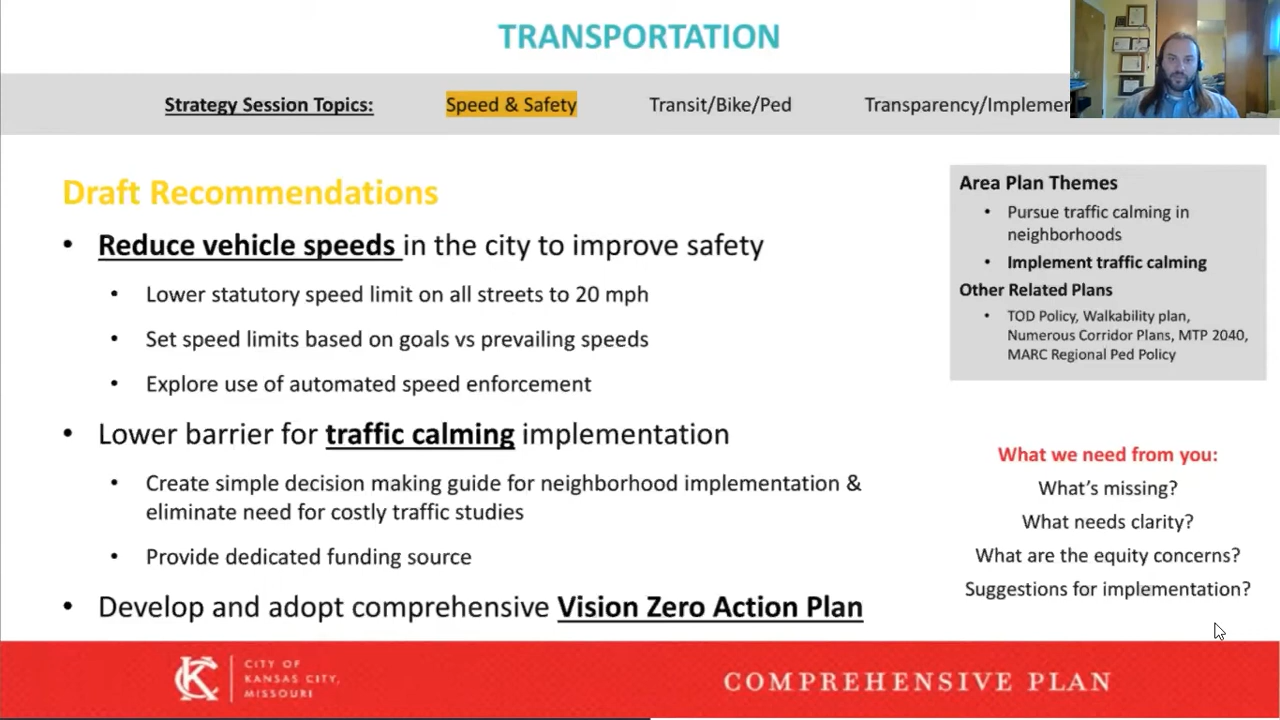 TRANSPORTATION
Strategy Session Topics: Speed & Safety Transit/Bike/Ped Transparency/Implemen
Draft Recommendations
• Reduce vehicle speeds in the city to improve safety
• Lower statutory speed limit on all streets to 20 mph
• Set speed limits based on goals vs prevailing speeds
• Explore use of automated speed enforcement
• Lower barrier for traffic calming implementation
• Create simple decision making guide for neighborhood implementation &
eliminate need for costly traffic studies
• Provide dedicated funding source
• Develop and adopt comprehensive Vision Zero Action Plan
Area Plan Themes
• Pursue traffic calming in
neighborhoods
• Implement traffic calming
Other Related Plans
• TOD Policy, Walkability plan,
Numerous Corridor Plans, MTP 2040,
MARC Regional Ped Policy
What we need from you:
What's missing?
What needs clarity?
What are the equity concerns?
Suggestions for implementation?
KC
CITY OF
KANSAS CITY,
MISSOURI
COMPREHENSIVE PLAN